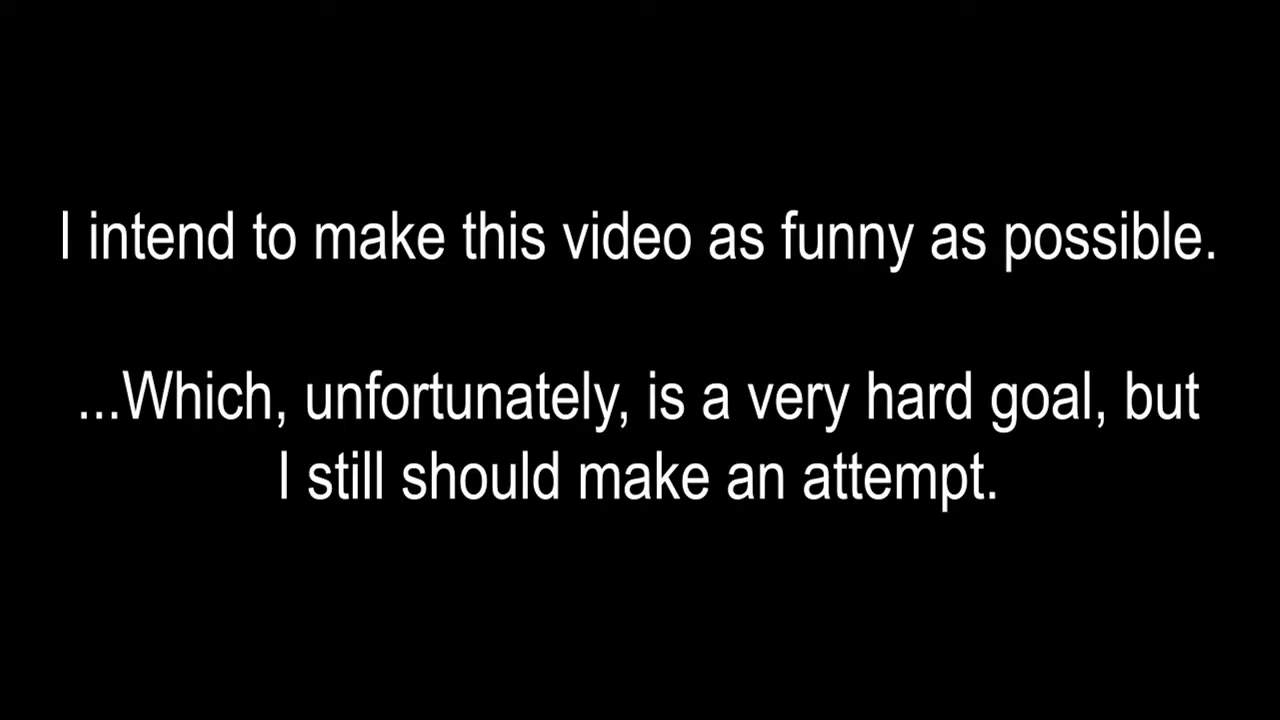 I intend to make this video as funny as possible.
...Which, unfortunately, is a very hard goal, but
I still should make an attempt.